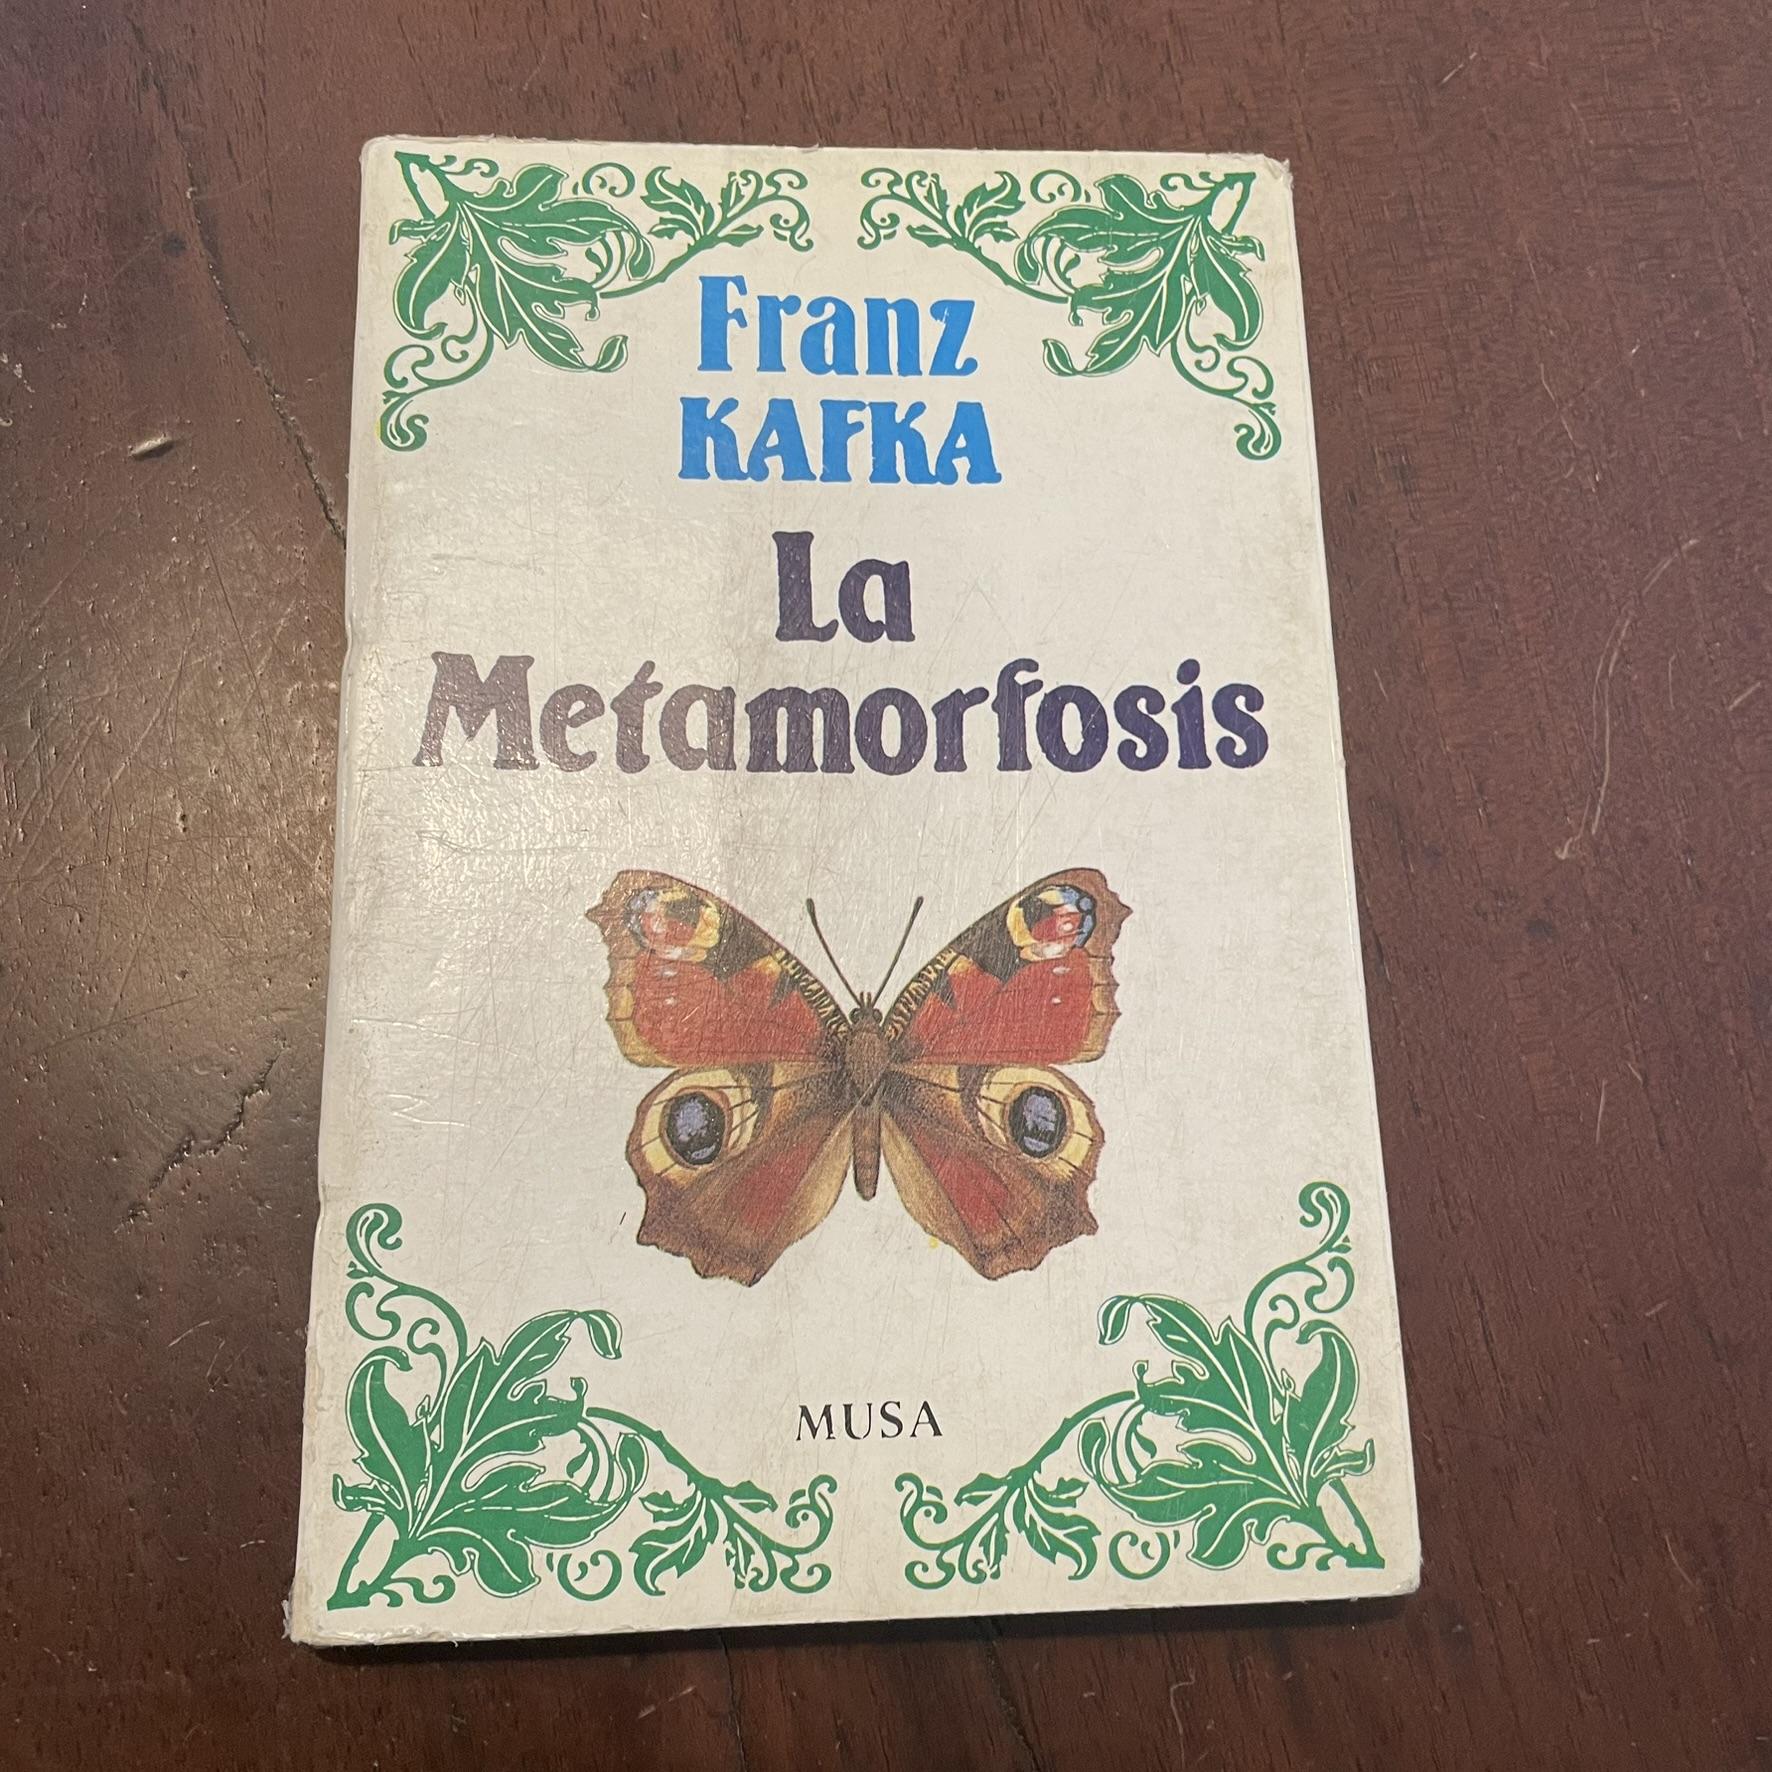 Franz
KAFKA
La
Metamorfosis
MUSA